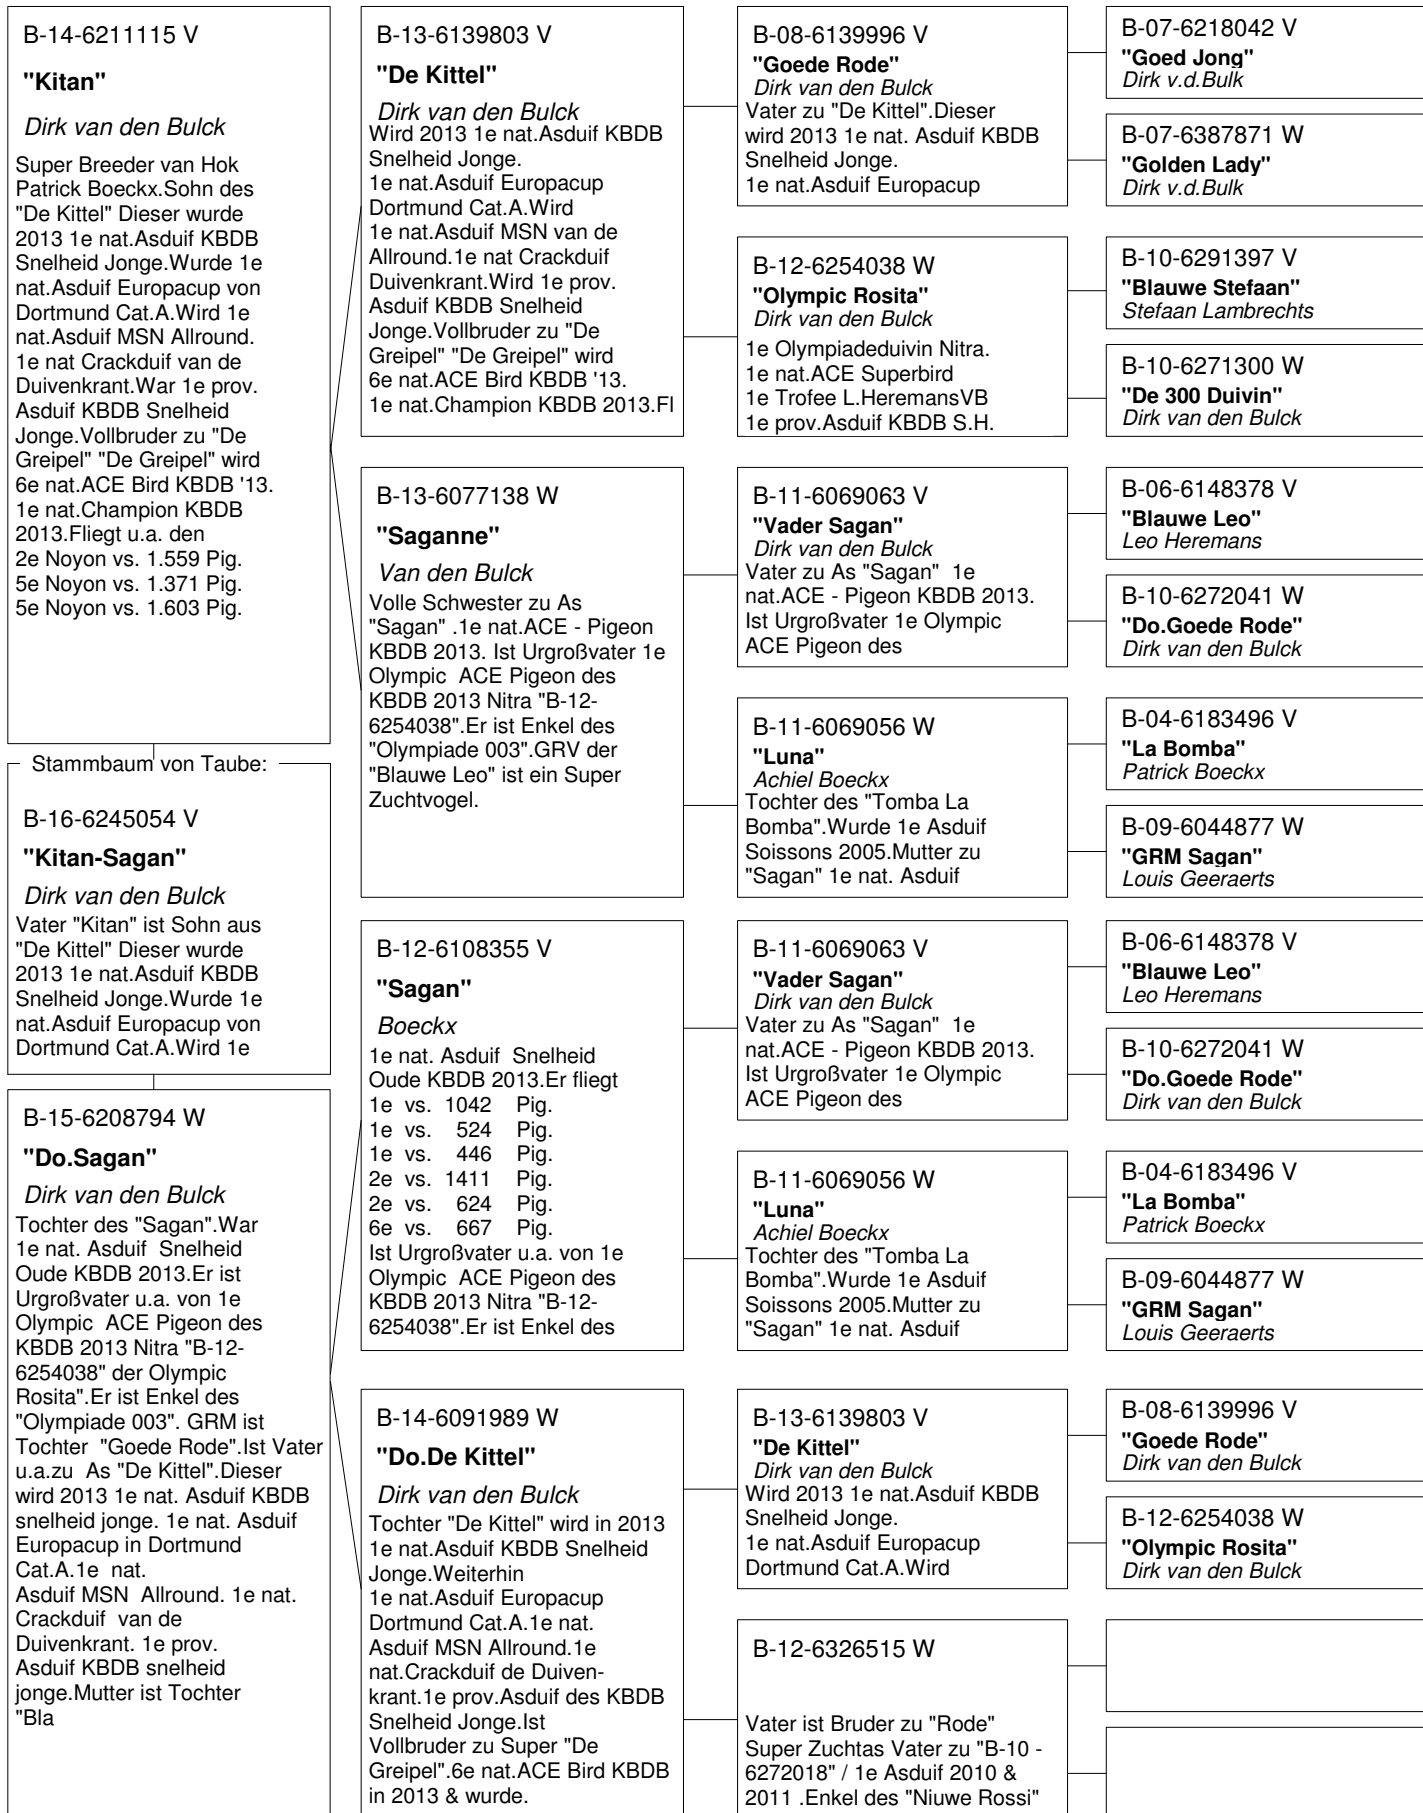 B-14-6211115 V
"Kitan"
Dirk van den Bulck
Super Breeder van Hok
Patrick Boeckx.Sohn des
"De Kittel" Dieser wurde
2013 1e nat.Asduif KBDB
Snelheid Jonge.Wurde 1e
nat.Asduif Europacup von
Dortmund Cat.A.Wird 1e
nat.Asduif MSN Allround.
1e nat Crackduif van de
Duivenkrant.War 1e prov.
Asduif KBDB Snelheid
Jonge.Vollbruder zu "De
Greipel" "De Greipel" wird
6e nat.ACE Bird KBDB '13.
1e nat.Champion KBDB
2013.Fliegt u.a. den
2e Noyon vs. 1.559 Pig.
5e Noyon vs. 1.371 Pig.
5e Noyon vs. 1.603 Pig.
Stammbaum von Taube:
B-16-6245054 V
"Kitan-Sagan"
Dirk van den Bulck
Vater "Kitan" ist Sohn aus
"De Kittel" Dieser wurde
2013 1e nat.Asduif KBDB
Snelheid Jonge.Wurde 1e
nat.Asduif Europacup von
Dortmund Cat.A.Wird 1e
B-15-6208794 W
"Do.Sagan"
Dirk van den Bulck
Tochter des "Sagan".War
1e nat. Asduif  Snelheid
Oude KBDB 2013.Er ist
Urgroßvater u.a. von 1e
Olympic  ACE Pigeon des
KBDB 2013 Nitra "B-12-
6254038" der Olympic
Rosita".Er ist Enkel des
"Olympiade 003". GRM ist
Tochter  "Goede Rode".Ist Vater
u.a.zu  As "De Kittel".Dieser
wird 2013 1e nat. Asduif KBDB
snelheid jonge. 1e nat. Asduif
Europacup in Dortmund
Cat.A.1e  nat.
Asduif MSN  Allround. 1e nat.
Crackduif  van de
Duivenkrant. 1e prov.
Asduif KBDB snelheid
jonge.Mutter ist Tochter
"Bla
B-13-6139803 V
"De Kittel"
Dirk van den Bulck
Wird 2013 1e nat.Asduif KBDB
Snelheid Jonge.
1e nat.Asduif Europacup
Dortmund Cat.A.Wird
1e nat.Asduif MSN van de
Allround.1e nat Crackduif
Duivenkrant.Wird 1e prov.
Asduif KBDB Snelheid
Jonge.Vollbruder zu "De
Greipel" "De Greipel" wird
6e nat.ACE Bird KBDB '13.
1e nat.Champion KBDB 2013.Fl
B-13-6077138 W
"Saganne"
Van den Bulck
Volle Schwester zu As
"Sagan" .1e nat.ACE - Pigeon
KBDB 2013. Ist Urgroßvater 1e
Olympic  ACE Pigeon des
KBDB 2013 Nitra "B-12-
6254038".Er ist Enkel des
"Olympiade 003".GRV der
"Blauwe Leo" ist ein Super
Zuchtvogel.
B-12-6108355 V
"Sagan"
Boeckx
1e nat. Asduif  Snelheid
Oude KBDB 2013.Er fliegt
1e  vs.  1042    Pig.
1e  vs.    524    Pig.
1e  vs.    446    Pig.
2e  vs.  1411    Pig.
2e  vs.    624    Pig.
6e  vs.    667    Pig.
Ist Urgroßvater u.a. von 1e
Olympic  ACE Pigeon des
KBDB 2013 Nitra "B-12-
6254038".Er ist Enkel des
B-14-6091989 W
"Do.De Kittel"
Dirk van den Bulck
Tochter "De Kittel" wird in 2013
1e nat.Asduif KBDB Snelheid
Jonge.Weiterhin
1e nat.Asduif Europacup
Dortmund Cat.A.1e nat.
Asduif MSN Allround.1e
nat.Crackduif de Duiven-
krant.1e prov.Asduif des KBDB
Snelheid Jonge.Ist
Vollbruder zu Super "De
Greipel".6e nat.ACE Bird KBDB
in 2013 & wurde.
B-08-6139996 V
"Goede Rode"
Dirk van den Bulck
Vater zu "De Kittel".Dieser
wird 2013 1e nat. Asduif KBDB
Snelheid Jonge.
1e nat.Asduif Europacup
B-12-6254038 W
"Olympic Rosita"
Dirk van den Bulck
1e Olympiadeduivin Nitra.
1e nat.ACE Superbird
1e Trofee L.HeremansVB
1e prov.Asduif KBDB S.H.
B-11-6069063 V
"Vader Sagan"
Dirk van den Bulck
Vater zu As "Sagan"  1e
nat.ACE - Pigeon KBDB 2013.
Ist Urgroßvater 1e Olympic
ACE Pigeon des
B-11-6069056 W
"Luna"
Achiel Boeckx
Tochter des "Tomba La
Bomba".Wurde 1e Asduif
Soissons 2005.Mutter zu
"Sagan" 1e nat. Asduif
B-11-6069063 V
"Vader Sagan"
Dirk van den Bulck
Vater zu As "Sagan"  1e
nat.ACE - Pigeon KBDB 2013.
Ist Urgroßvater 1e Olympic
ACE Pigeon des
B-11-6069056 W
"Luna"
Achiel Boeckx
Tochter des "Tomba La
Bomba".Wurde 1e Asduif
Soissons 2005.Mutter zu
"Sagan" 1e nat. Asduif
B-13-6139803 V
"De Kittel"
Dirk van den Bulck
Wird 2013 1e nat.Asduif KBDB
Snelheid Jonge.
1e nat.Asduif Europacup
Dortmund Cat.A.Wird
B-12-6326515 W
Vater ist Bruder zu "Rode"
Super Zuchtas Vater zu "B-10 -
6272018" / 1e Asduif 2010 &
2011 .Enkel des "Niuwe Rossi"
B-07-6218042 V
"Goed Jong"
Dirk v.d.Bulk
B-07-6387871 W
"Golden Lady"
Dirk v.d.Bulk
B-10-6291397 V
"Blauwe Stefaan"
Stefaan Lambrechts
B-10-6271300 W
"De 300 Duivin"
Dirk van den Bulck
B-06-6148378 V
"Blauwe Leo"
Leo Heremans
B-10-6272041 W
"Do.Goede Rode"
Dirk van den Bulck
B-04-6183496 V
"La Bomba"
Patrick Boeckx
B-09-6044877 W
"GRM Sagan"
Louis Geeraerts
B-06-6148378 V
"Blauwe Leo"
Leo Heremans
B-10-6272041 W
"Do.Goede Rode"
Dirk van den Bulck
B-04-6183496 V
"La Bomba"
Patrick Boeckx
B-09-6044877 W
"GRM Sagan"
Louis Geeraerts
B-08-6139996 V
"Goede Rode"
Dirk van den Bulck
B-12-6254038 W
"Olympic Rosita"
Dirk van den Bulck